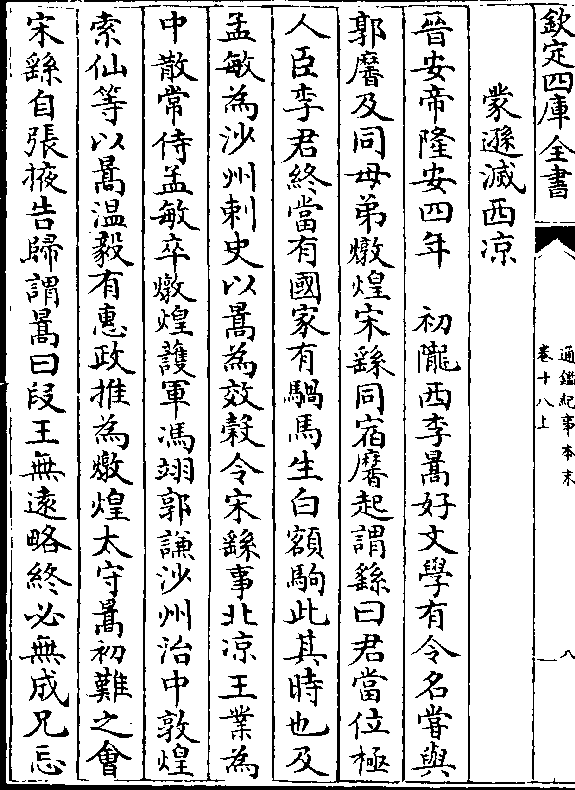 欽定四庫全書
通鑑紀事本末
卷十八上
八
蒙遜滅西涼
晉安帝隆安四年　初隴西李暠好文學有令名嘗與
郭黁及同母弟燉煌宋繇同宿黁起謂繇曰君當位極
人臣李君終當有國家有騧馬生白額駒此其時也及
孟敏為沙州刺史以暠為效穀令宋繇事北涼王業為
中散常侍孟敏卒燉煌護軍馮翊郭謙沙州治中敦煌
索仙等以暠溫毅有惠政推為燉煌太守暠初難之會
宋繇自張掖告歸謂暠曰段王無遠略終必無成兄忘